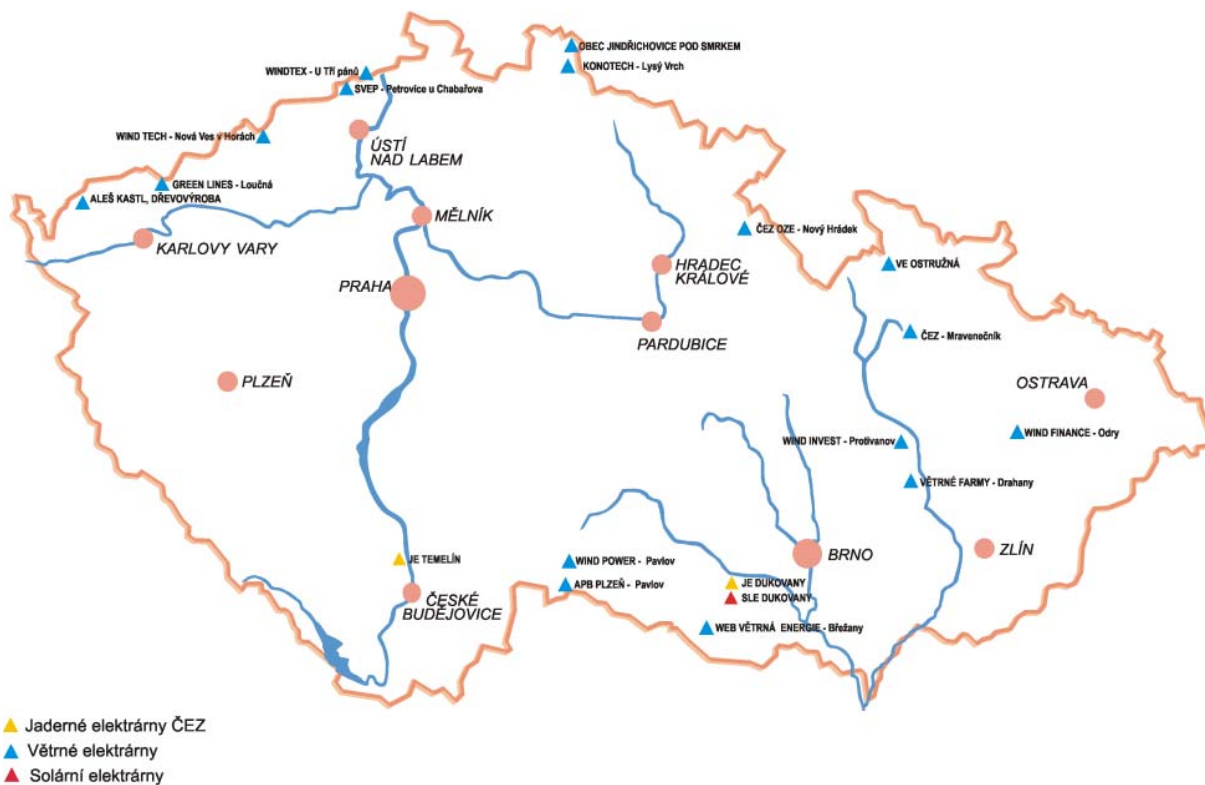 OBEC JINDŘICHOVICE POD SMRKEM
KONOTECH - Lysý Vrch
WINDTEX - U Tří pánů
SVEP - Petrovice u Chabařova
WIND TECH - Nová Ves v Horách
ÚSTÍ
NAD LABEM
GREEN LINES - Loučná
ALEŠ KASTL, DŘEVOVÝROBA
MĚLNÍK
KARLOVY VARY
ČEZ OZE - Nový Hrádek
HRADEC
KRÁLOVÉ
VE OSTRUŽNÁ
PRAHA
PARDUBICE
ČEZ - Mravenečník
PLZEŇ
OSTRAVA
WIND FINANCE - Odry
WIND INVEST - Protivanov
VĚTRNÉ FARMY - Drahany
JE TEMELÍN
WIND POWER - Pavlov
BRNO
ZLÍN
APB PLZEŇ - Pavlov
JE DUKOVANY
SLE DUKOVANY
ČESKÉ
BUDĚJOVICE
WEB VĚTRNÁ ENERGIE - Břežany
Jaderné elektrárny ČEZ
Větrné elektrárny
Solární elektrárny